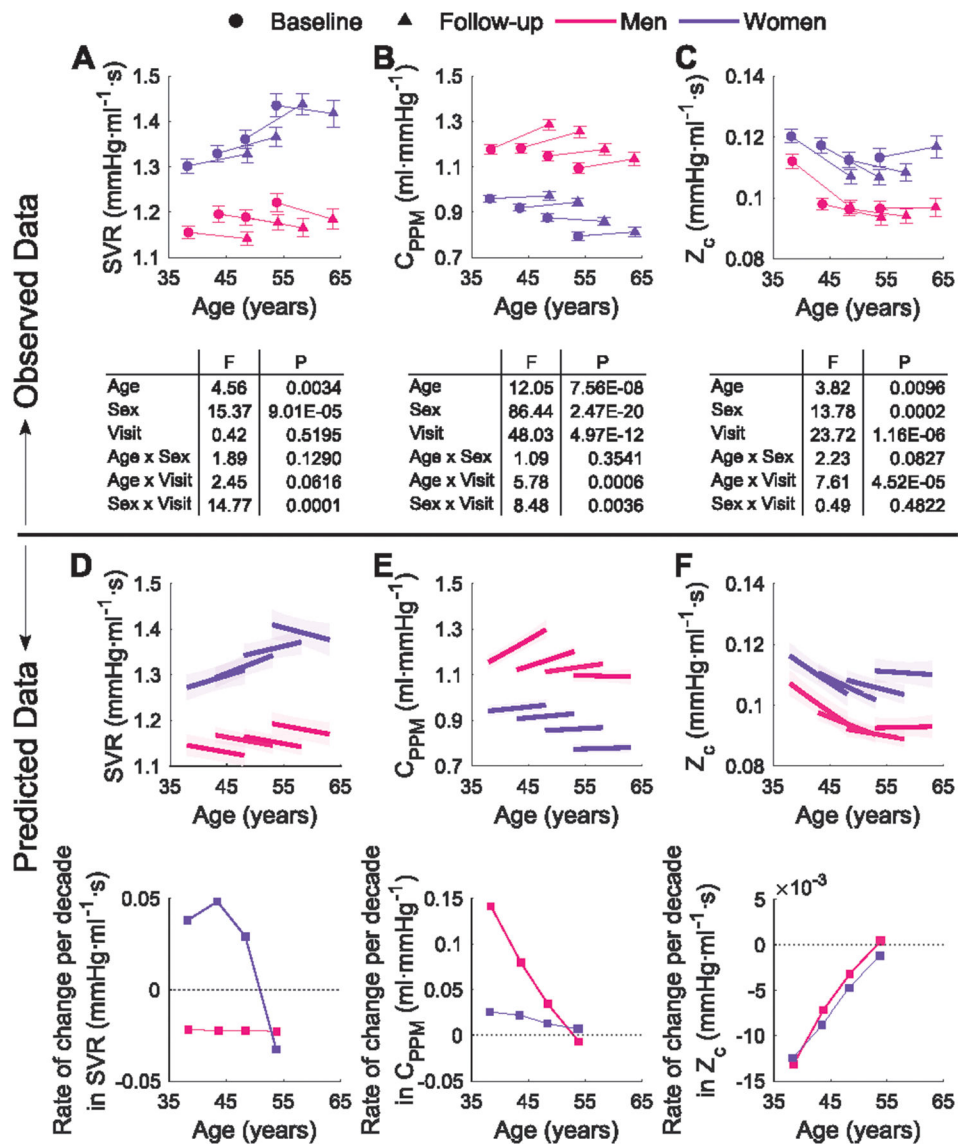 Baseline Follow-up Men Women
A B C
SVR (mmHg·ml⁻¹·s)
1.5
1.4
1.3
1.2
1.1
35 45 55 65
Age (years)
C_PPM (ml·mmHg⁻¹)
1.5
1.3
1.1
0.9
0.7
35 45 55 65
Age (years)
Z_c (mmHg·ml⁻¹·s)
0.14
0.12
0.1
0.08
35 45 55 65
Age (years)
Observed Data
F P
Age 4.56 0.0034
Sex 15.37 9.01E-05
Visit 0.42 0.5195
Age x Sex 1.89 0.1290
Age x Visit 2.45 0.0616
Sex x Visit 14.77 0.0001
F P
Age 12.05 7.56E-08
Sex 86.44 2.47E-20
Visit 48.03 4.97E-12
Age x Sex 1.09 0.3541
Age x Visit 5.78 0.0006
Sex x Visit 8.48 0.0036
F P
Age 3.82 0.0096
Sex 13.78 0.0002
Visit 23.72 1.16E-06
Age x Sex 2.23 0.0827
Age x Visit 7.61 4.52E-05
Sex x Visit 0.49 0.4822
Predicted Data
D E F
SVR (mmHg·ml⁻¹·s)
1.5
1.4
1.3
1.2
1.1
35 45 55 65
Age (years)
C_PPM (ml·mmHg⁻¹)
1.5
1.3
1.1
0.9
0.7
35 45 55 65
Age (years)
Z_c (mmHg·ml⁻¹·s)
0.14
0.12
0.1
0.08
35 45 55 65
Age (years)
Rate of change per decade
in SVR (mmHg·ml⁻¹·s)
0.05
0
-0.05
35 45 55 65
Age (years)
Rate of change per decade
in C_PPM (ml·mmHg⁻¹)
0.15
0.1
0.05
0
-0.05
35 45 55 65
Age (years)
Rate of change per decade
in Z_c (mmHg·ml⁻¹·s)
×10⁻³
5
0
-5
-10
-15
35 45 55 65
Age (years)